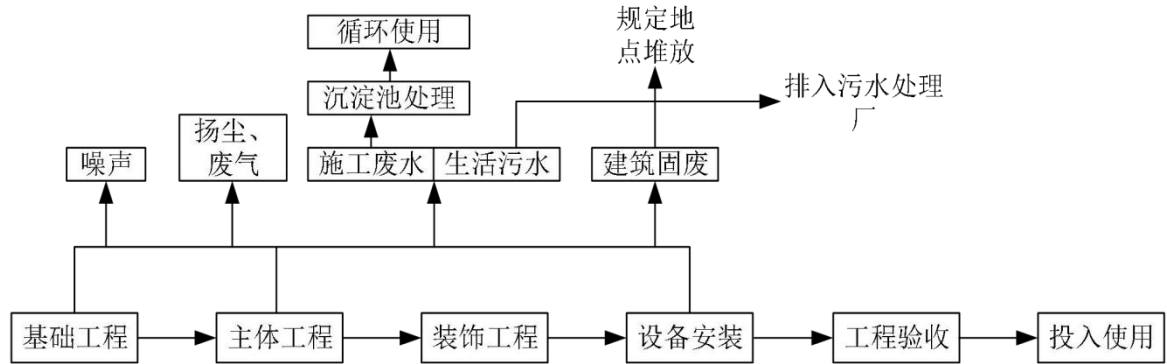 循环使用
规定地
点堆放
沉淀池处理
排入污水处理
厂
扬尘、
废气
噪声
施工废水
生活污水
建筑固废
基础工程
主体工程
装饰工程
设备安装
工程验收
投入使用